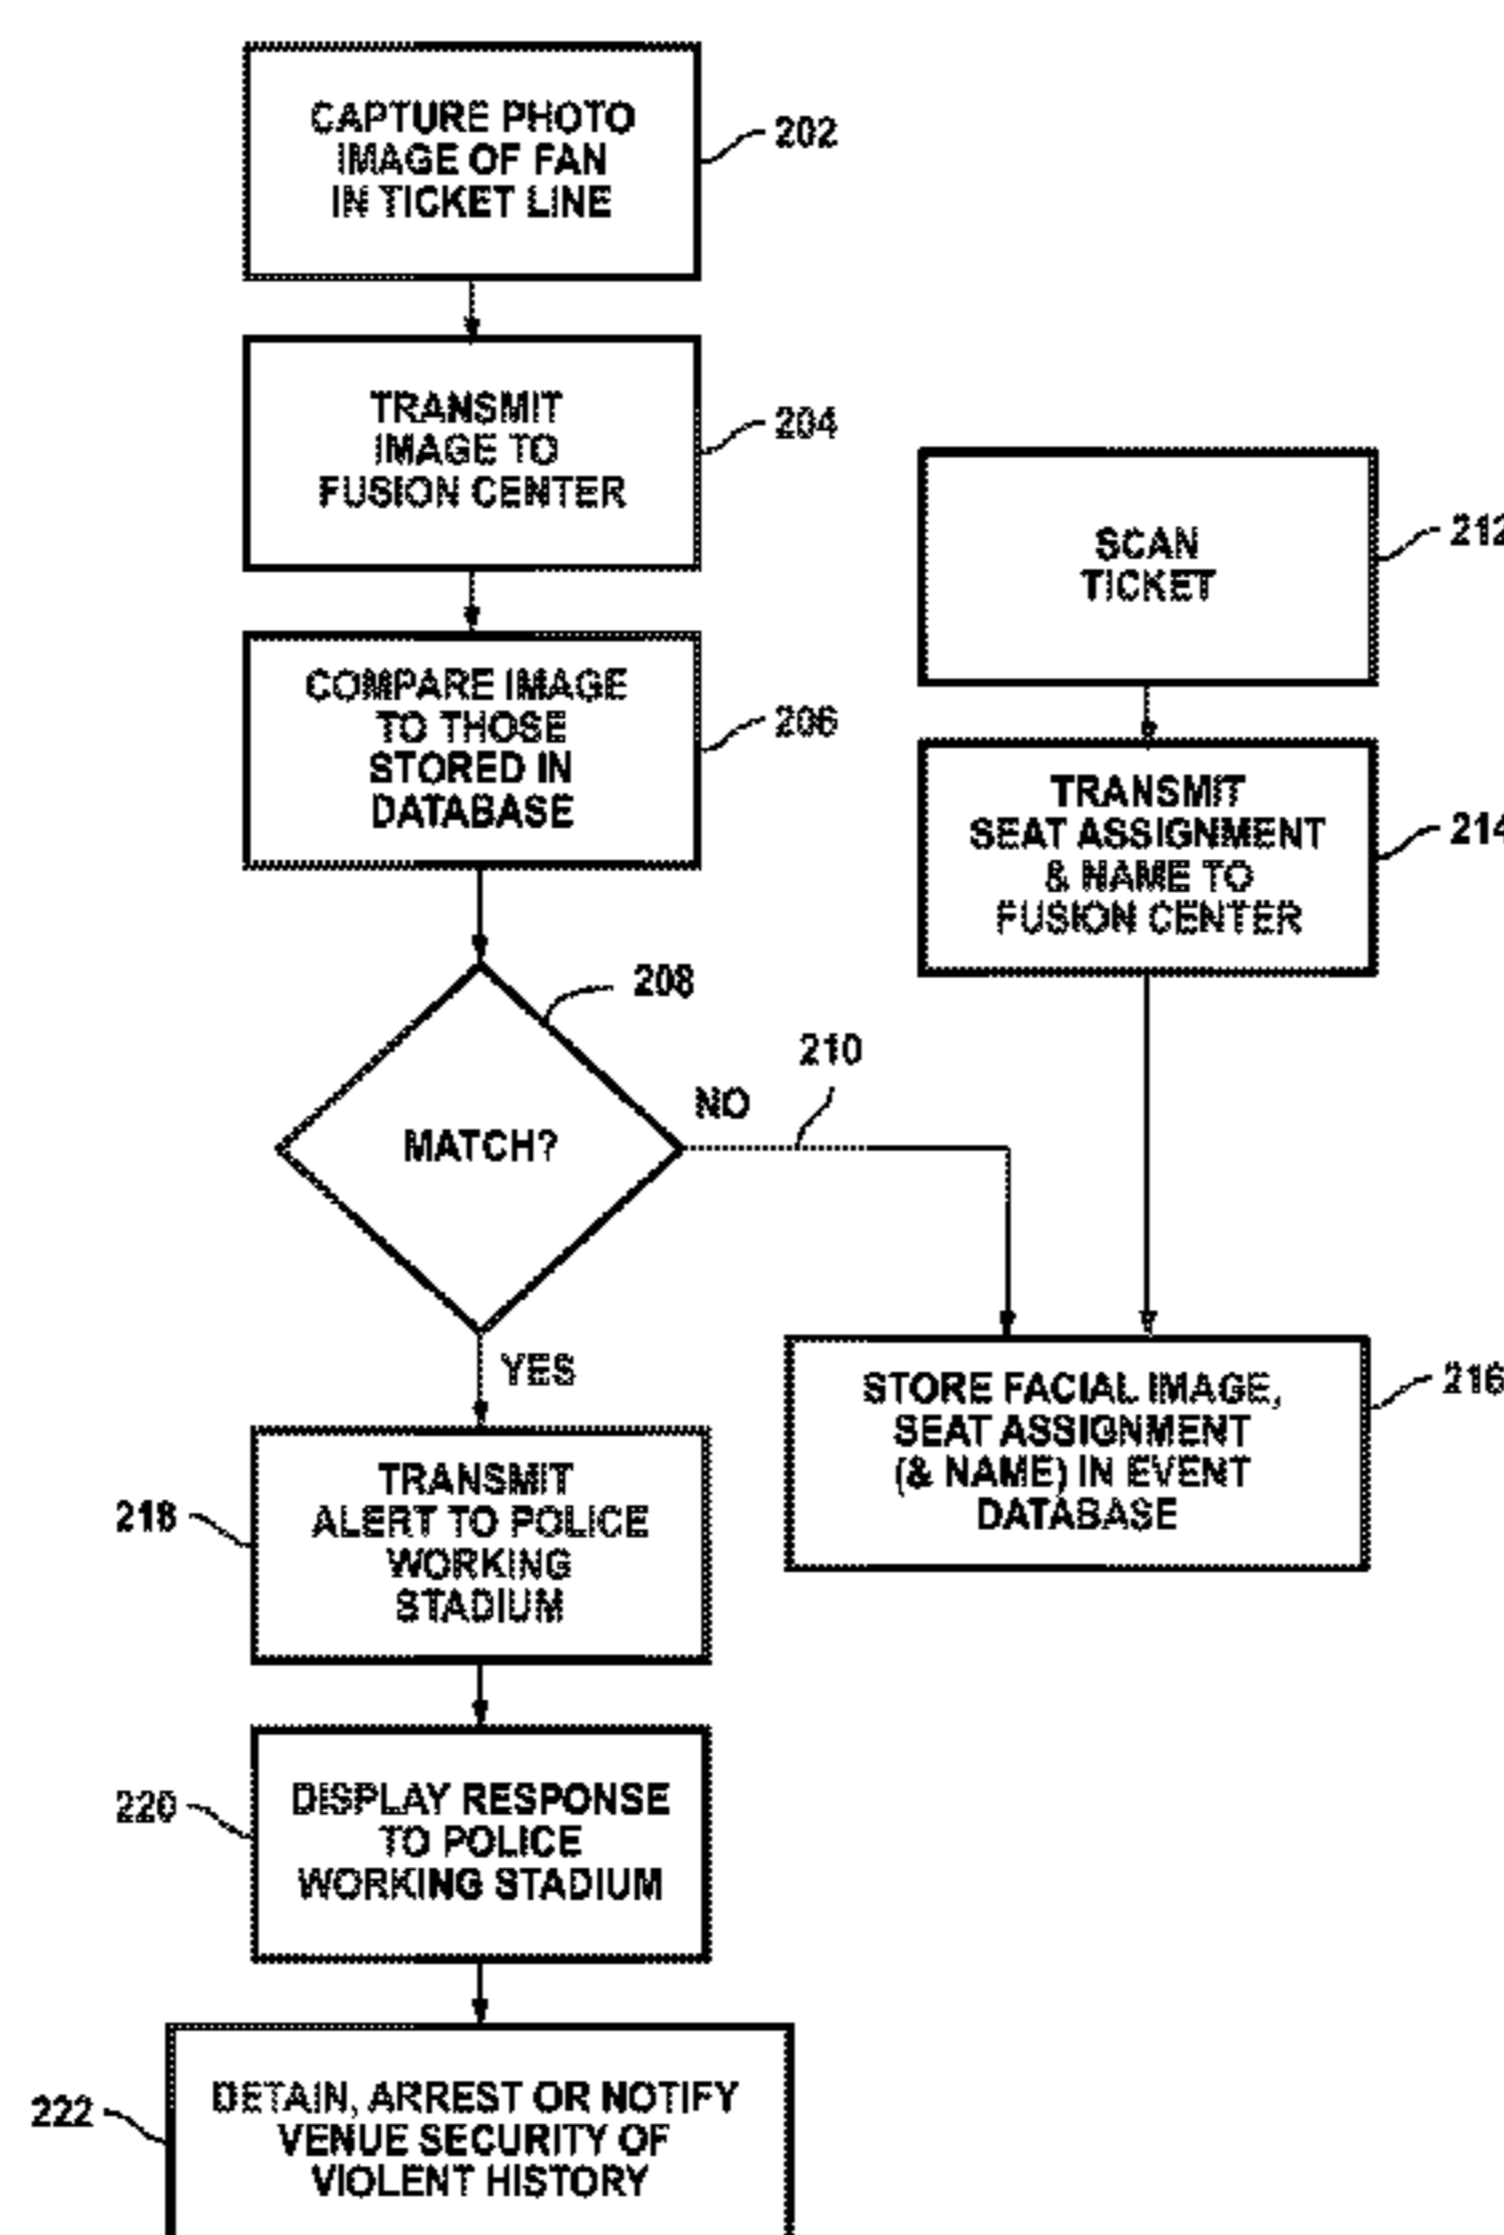 CAPTURE PHOTO
IMAGE OF FAN
IN TICKET LINE
202
TRANSMIT
IMAGE TO
FUSION CENTER
204
COMPARE IMAGE
TO THOSE
STORED IN
DATABASE
206
SCAN
TICKET
212
TRANSMIT
SEAT ASSIGNMENT
& NAME TO
FUSION CENTER
214
208
MATCH?
NO
210
YES
STORE FACIAL IMAGE,
SEAT ASSIGNMENT
(& NAME) IN EVENT
DATABASE
216
218
TRANSMIT
ALERT TO POLICE
WORKING
STADIUM
220
DISPLAY RESPONSE
TO POLICE
WORKING STADIUM
222
DETAIN, ARREST OR NOTIFY
VENUE SECURITY OF
VIOLENT HISTORY